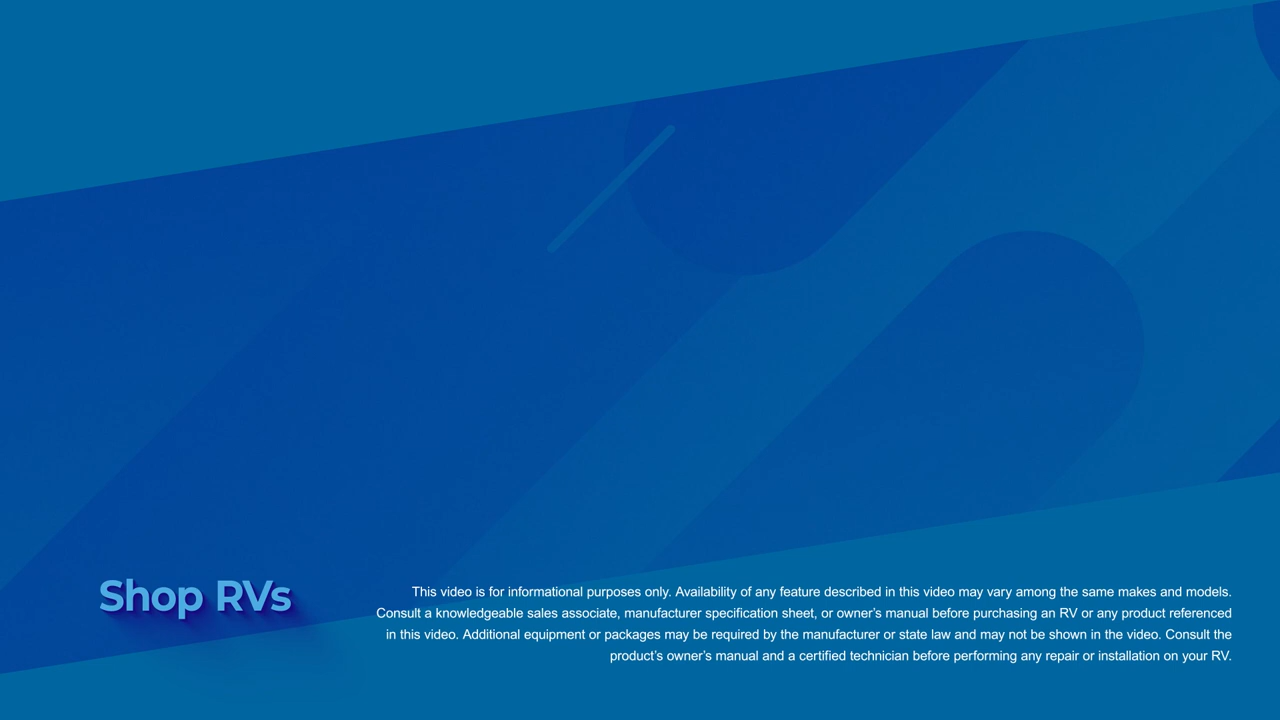 Shop RVs
This video is for informational purposes only. Availability of any feature described in this video may vary among the same makes and models.
Consult a knowledgeable sales associate, manufacturer specification sheet, or owner’s manual before purchasing an RV or any product referenced
in this video. Additional equipment or packages may be required by the manufacturer or state law and may not be shown in the video. Consult the
product’s owner’s manual and a certified technician before performing any repair or installation on your RV.